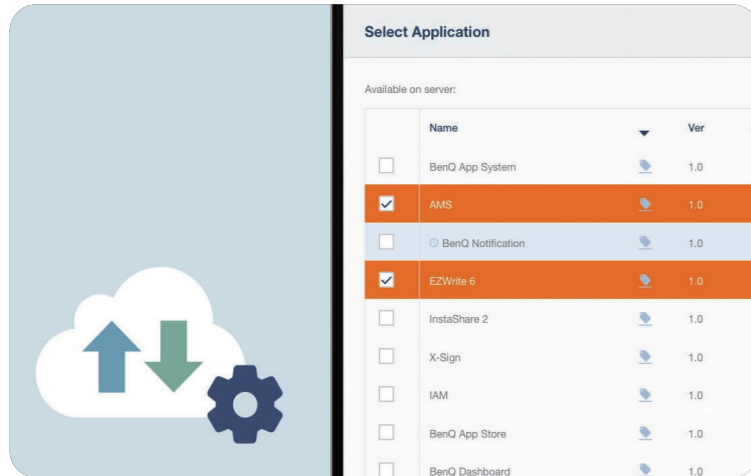 Select Application
Available on server:
Name Ver
BenQ App System 1.0
AMS 1.0
BenQ Notification 1.0
EZWrite 6 1.0
InstaShare 2 1.0
X-Sign 1.0
IAM 1.0
BenQ App Store 1.0
BenQ Dashboard 1.0